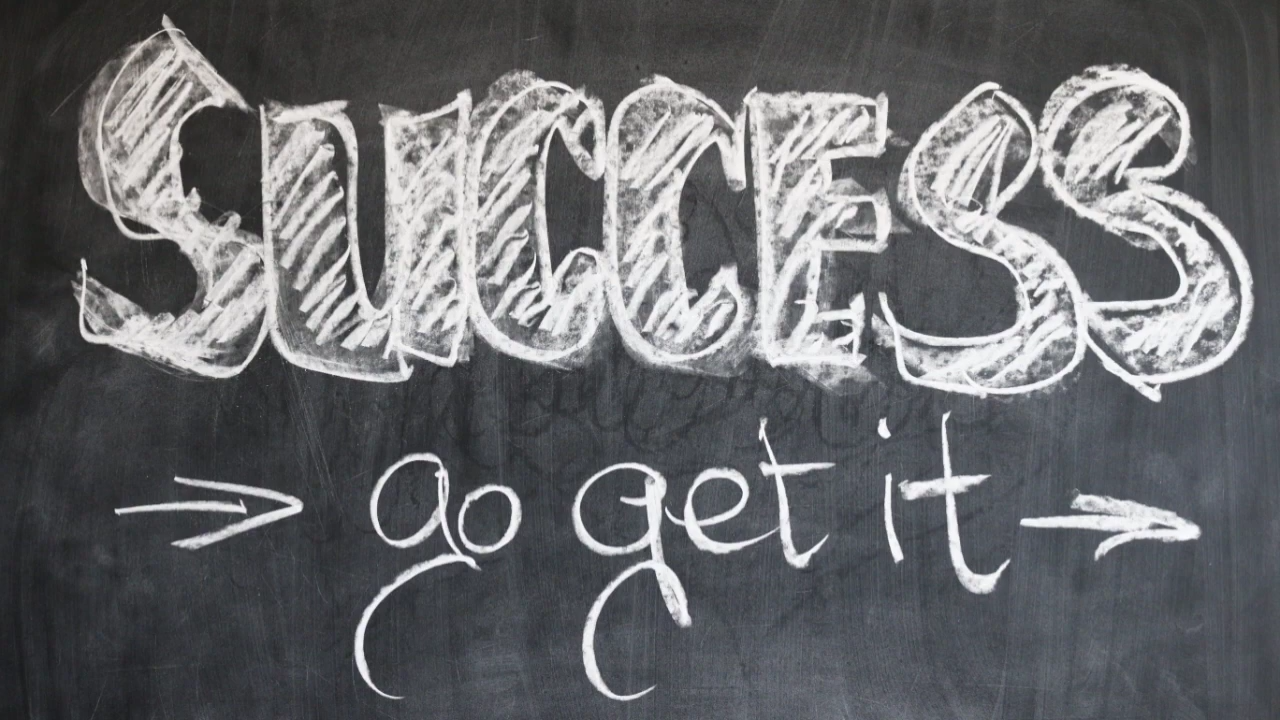 SUCCESS
→ go get it →